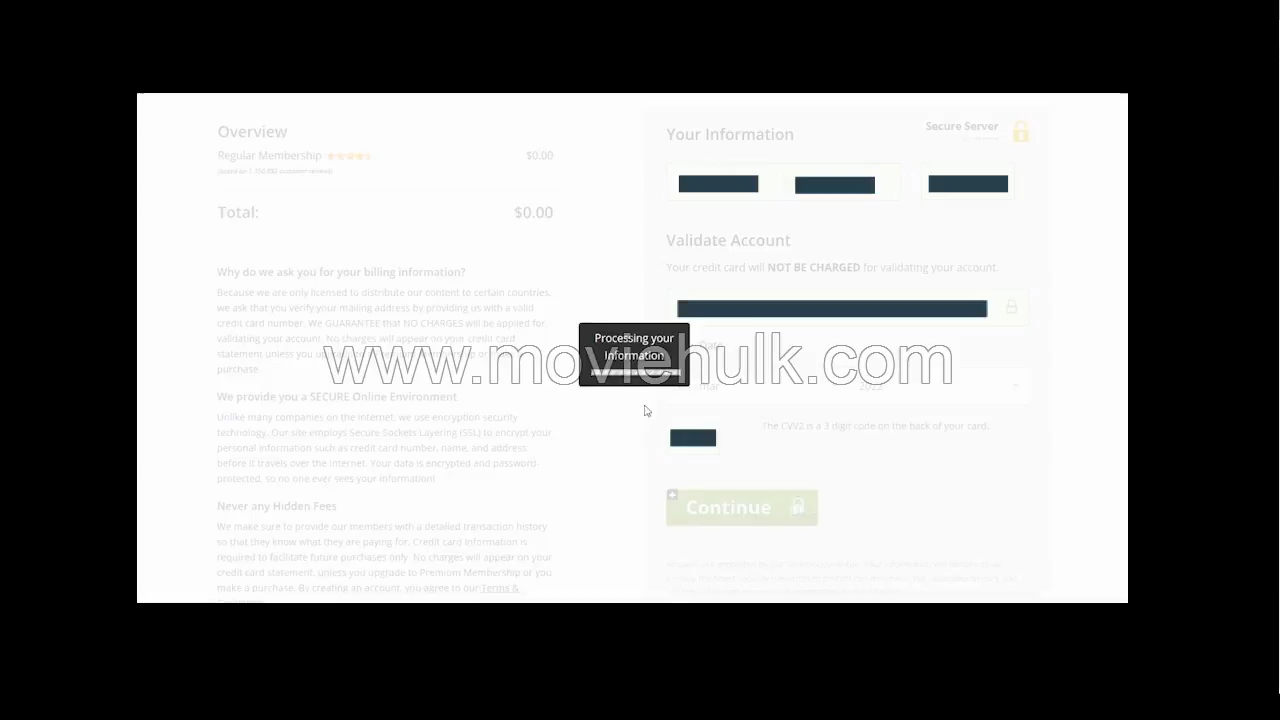 Overview
Regular Membership $0.00
Total: $0.00
Why do we ask you for your billing information?
Because we are only licensed to distribute our content to certain countries,
we ask that you verify your mailing address by providing us with a valid
credit card number. We GUARANTEE that NO CHARGES will be applied for
validating your account. No charges will appear on your credit card
statement unless you
purchase.
We provide you a SECURE Online Environment
Unlike many companies on the internet, we use encryption security
technology. Our site employs Secure Sockets Layering (SSL) to encrypt your
personal information such as credit card number, name, and address
before it travels over the internet. Your data is encrypted and password-
protected, so no one ever sees your information!
Never any Hidden Fees
We make sure to provide our members with a detailed transaction history
so that they know what they are paying for. Credit card information is
required to facilitate future purchases only. No charges will appear on your
credit card statement, unless you upgrade to Premium Membership or you
make a purchase. By creating an account, you agree to our Terms &
Your Information
Secure Server
Validate Account
Your credit card will NOT BE CHARGED for validating your account.
Date
mar
The CVV2 is a 3 digit code on the back of your card.
Continue
Processing your
Information
www.moviehulk.com